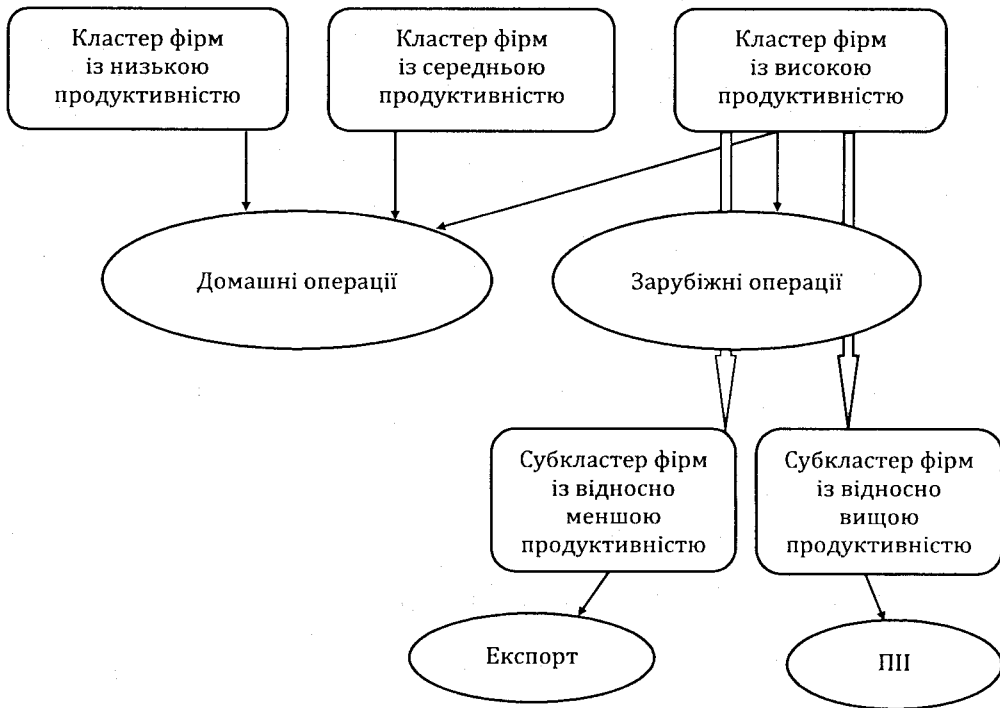 Кластер фірм
із низькою
продуктивністю
Кластер фірм
із середньою
продуктивністю
Кластер фірм
із високою
продуктивністю
Домашні операції
Зарубіжні операції
Субкластер фірм
із відносно
меншою
продуктивністю
Субкластер фірм
із відносно
вищою
продуктивністю
Експорт
ПІІ